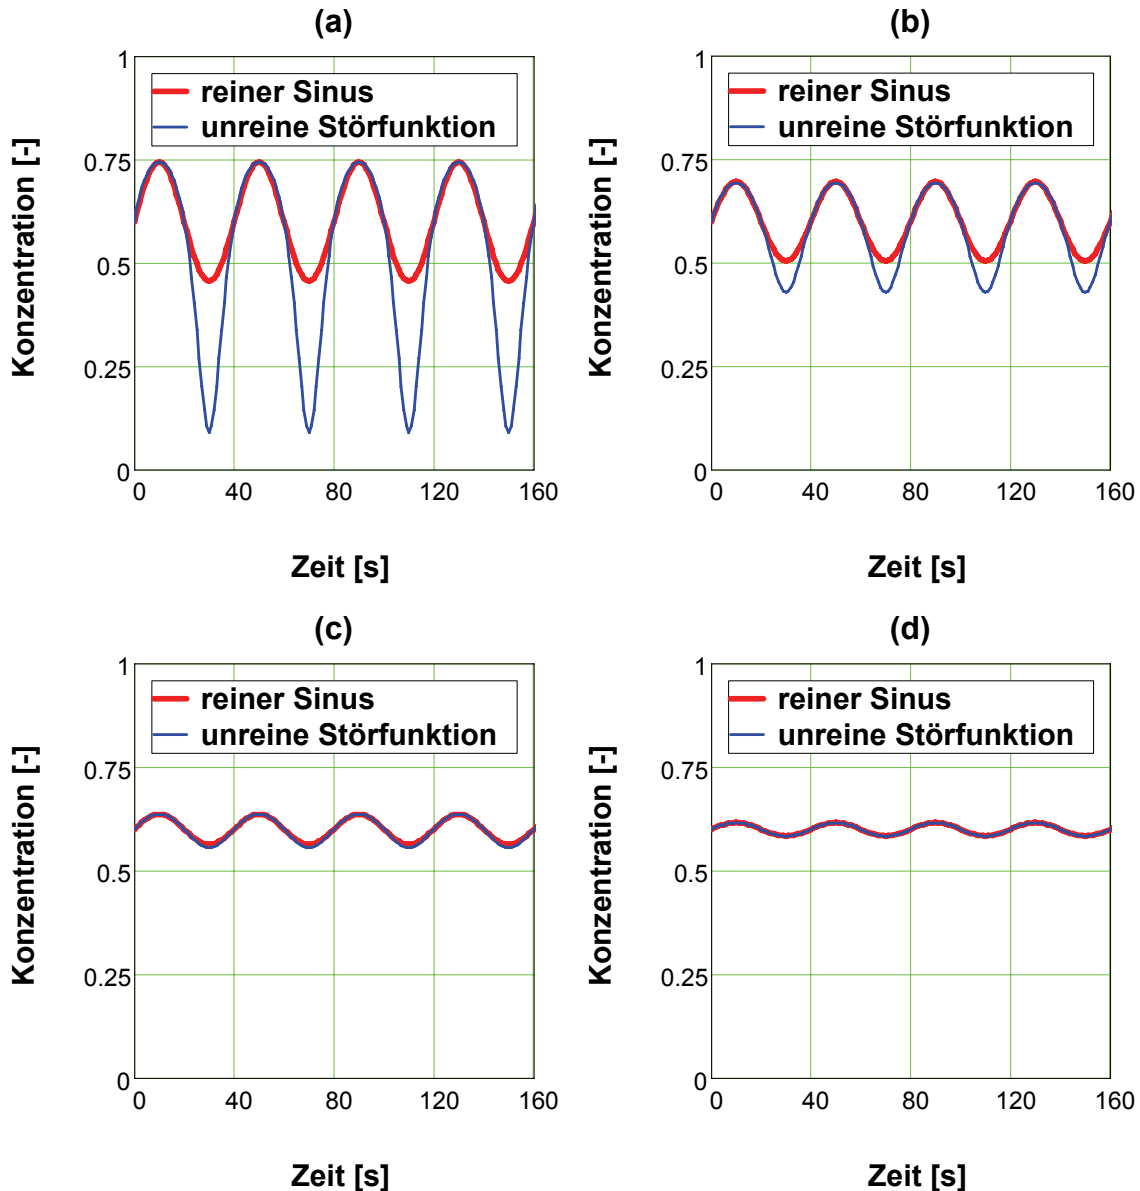 (a)
1
reiner Sinus
unreine Störfunktion
0.75
0.5
0.25
0
0 40 80 120 160
Konzentration [-]
Zeit [s]
(b)
1
reiner Sinus
unreine Störfunktion
0.75
0.5
0.25
0
0 40 80 120 160
Konzentration [-]
Zeit [s]
(c)
1
reiner Sinus
unreine Störfunktion
0.75
0.5
0.25
0
0 40 80 120 160
Konzentration [-]
Zeit [s]
(d)
1
reiner Sinus
unreine Störfunktion
0.75
0.5
0.25
0
0 40 80 120 160
Konzentration [-]
Zeit [s]